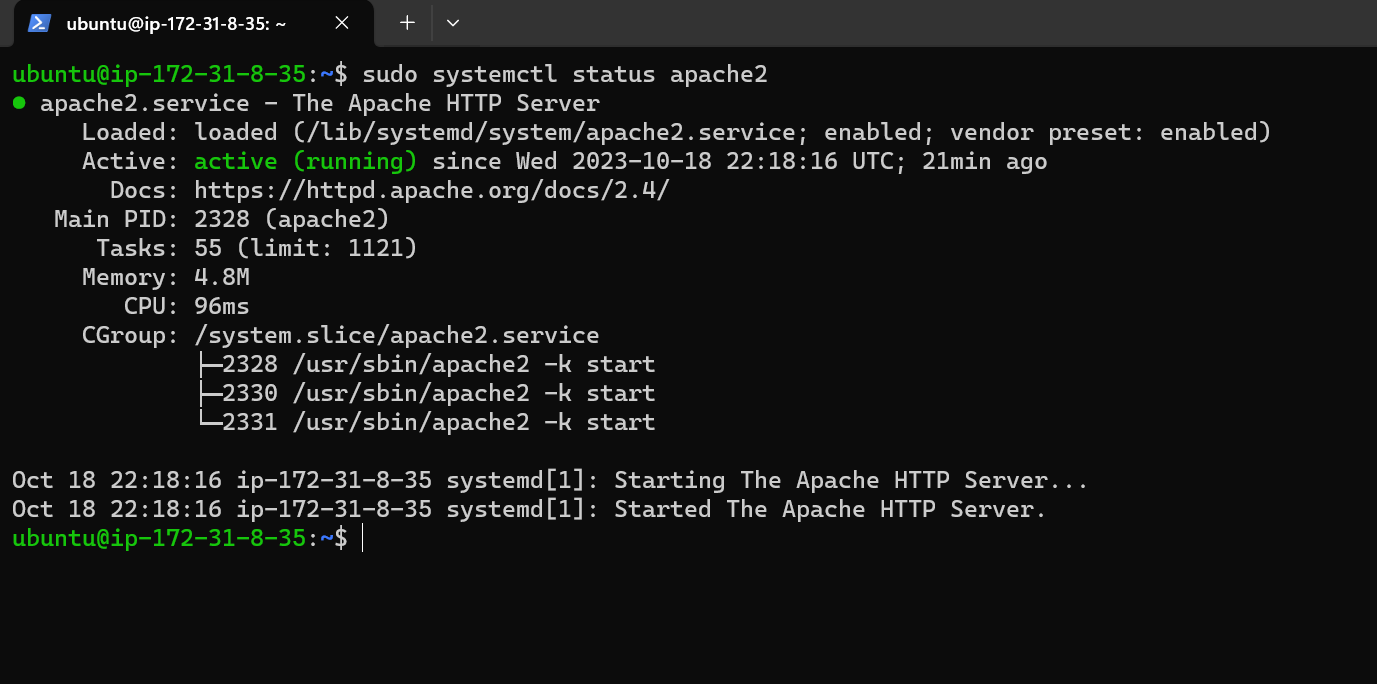 ubuntu@ip-172-31-8-35: ~
ubuntu@ip-172-31-8-35:~$ sudo systemctl status apache2
● apache2.service - The Apache HTTP Server
     Loaded: loaded (/lib/systemd/system/apache2.service; enabled; vendor preset: enabled)
     Active: active (running) since Wed 2023-10-18 22:18:16 UTC; 21min ago
       Docs: https://httpd.apache.org/docs/2.4/
   Main PID: 2328 (apache2)
      Tasks: 55 (limit: 1121)
     Memory: 4.8M
        CPU: 96ms
     CGroup: /system.slice/apache2.service
             ├─2328 /usr/sbin/apache2 -k start
             ├─2330 /usr/sbin/apache2 -k start
             └─2331 /usr/sbin/apache2 -k start
Oct 18 22:18:16 ip-172-31-8-35 systemd[1]: Starting The Apache HTTP Server...
Oct 18 22:18:16 ip-172-31-8-35 systemd[1]: Started The Apache HTTP Server.
ubuntu@ip-172-31-8-35:~$